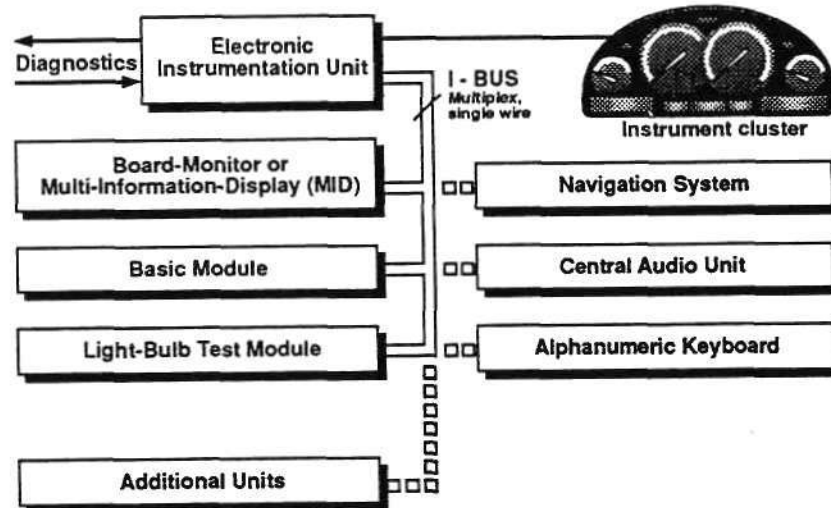 Electronic
Instrumentation Unit
Diagnostics
I - BUS
Multiplex,
single wire
Instrument cluster
Board-Monitor or
Multi-Information-Display (MID)
Navigation System
Basic Module
Central Audio Unit
Light-Bulb Test Module
Alphanumeric Keyboard
Additional Units